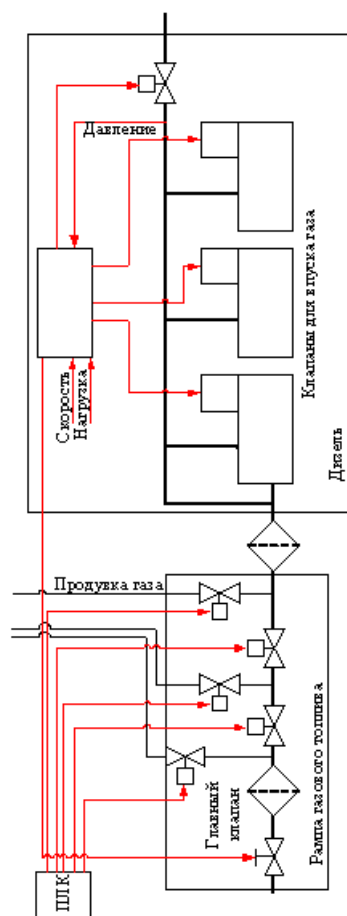 Давление
Клапаны для впуска газа
Скорость
Нагрузка
Дизель
Продувка газа
Главный
клапан
Рампа газового топлива
ПЛК